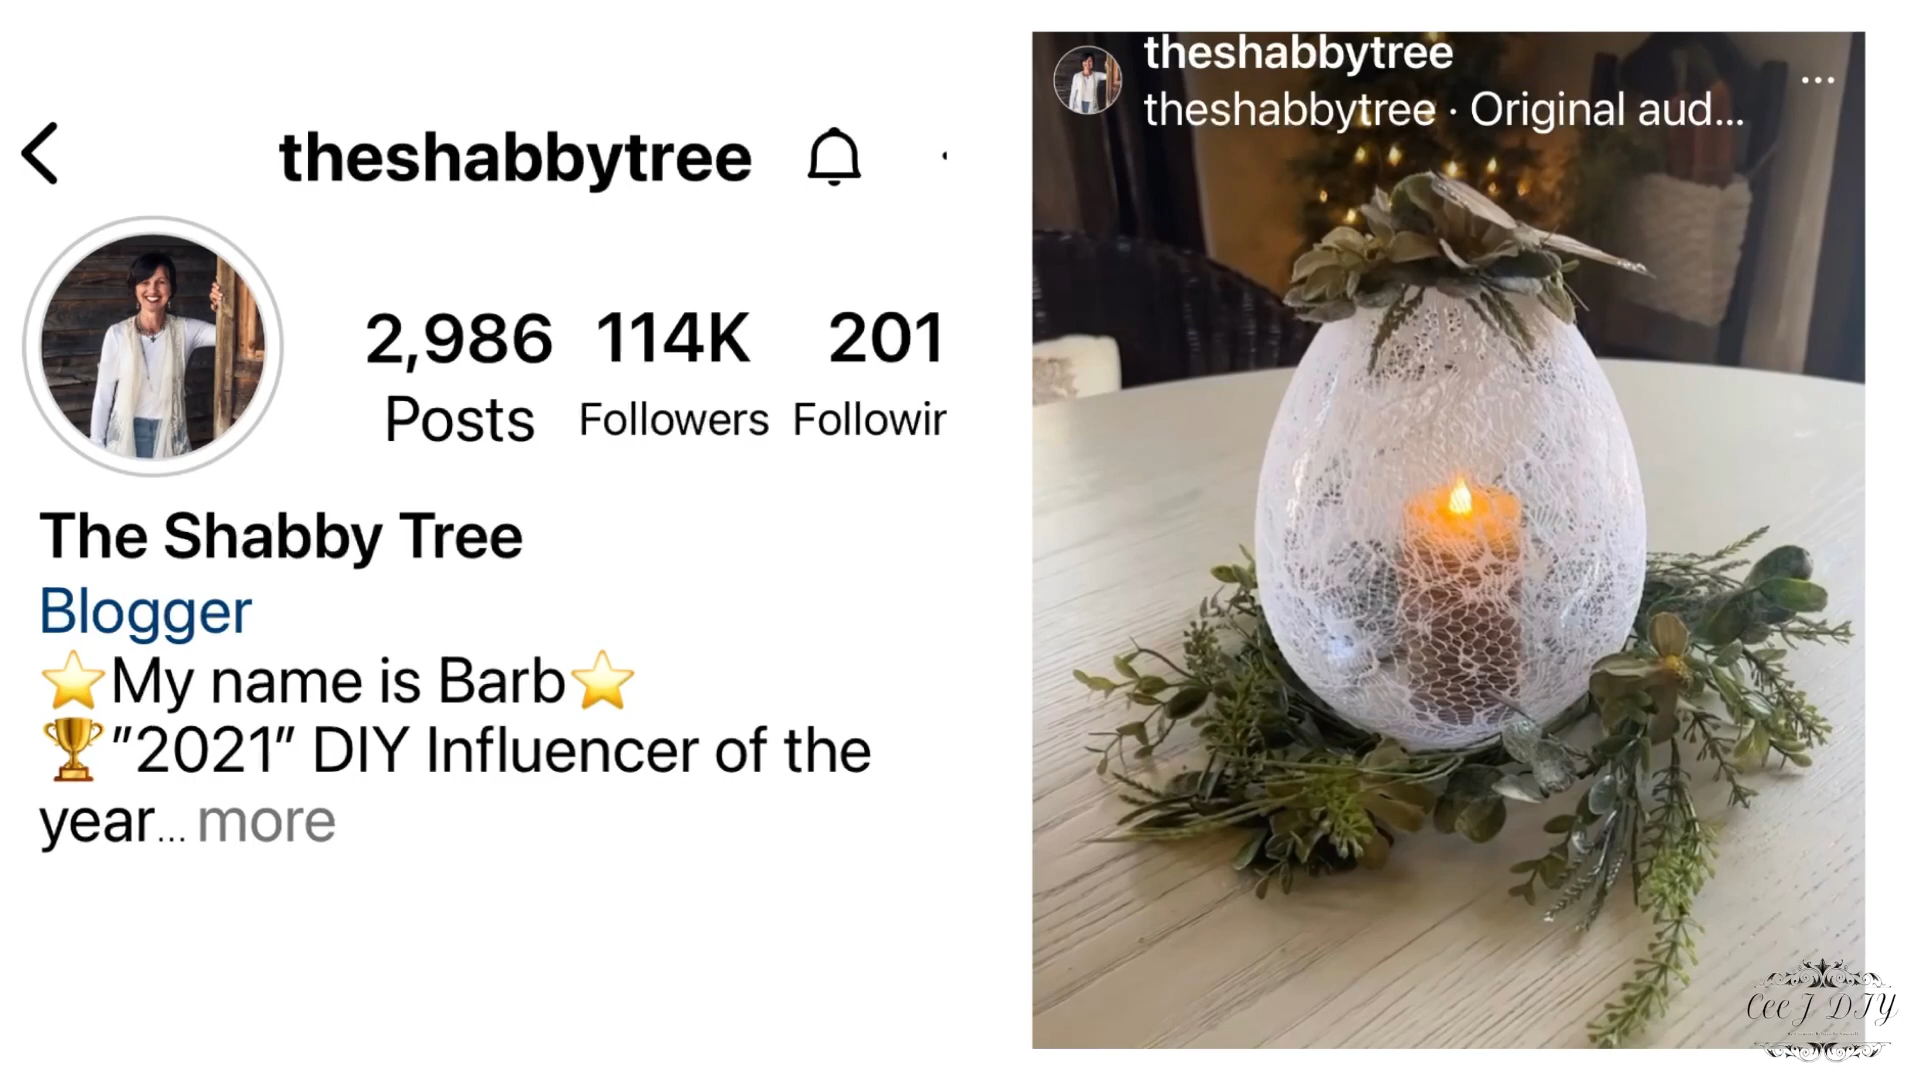 theshabbytree
2,986 114K 201
Posts Followers Followin
The Shabby Tree
Blogger
⭐My name is Barb⭐
🏆"2021" DIY Influencer of the
year... more
theshabbytree
theshabbytree · Original aud...
Cee J DIY